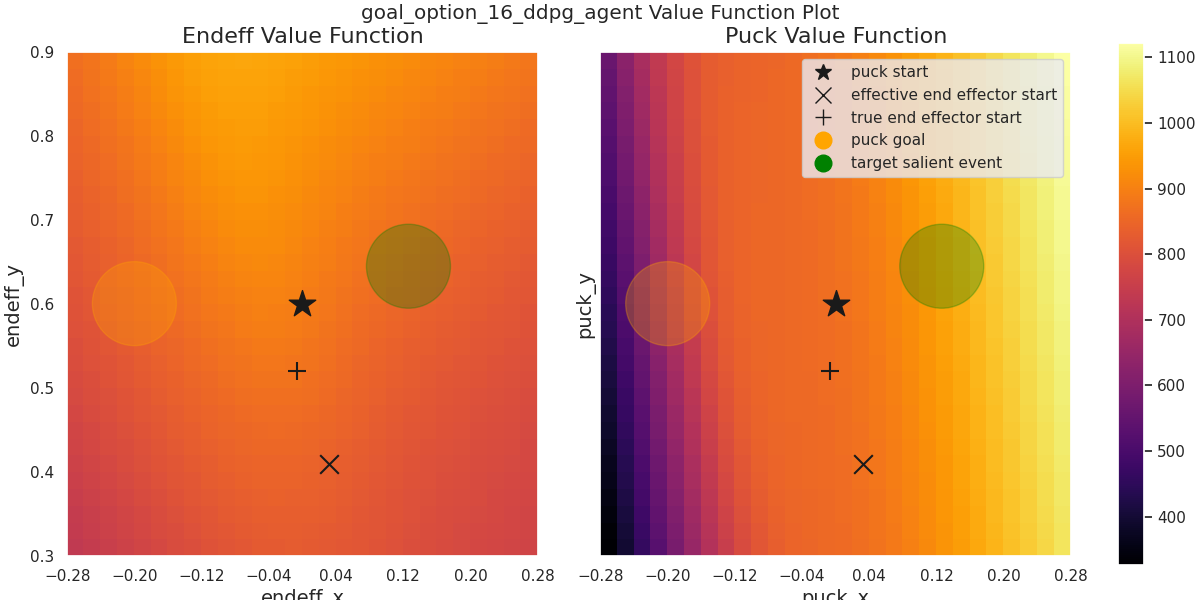 goal_option_16_ddpg_agent Value Function Plot
Endeff Value Function
Puck Value Function
endeff_y
0.9
0.8
0.7
0.6
0.5
0.4
0.3
−0.28 −0.20 −0.12 −0.04 0.04 0.12 0.20 0.28
endeff_x
puck_y
puck start
effective end effector start
true end effector start
puck goal
target salient event
−0.28 −0.20 −0.12 −0.04 0.04 0.12 0.20 0.28
puck_x
1100
1000
900
800
700
600
500
400